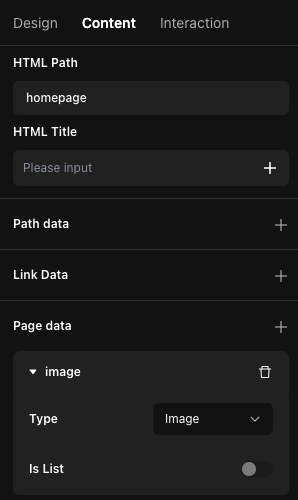 Design Content Interaction
HTML Path
homepage
HTML Title
Please input
Path data
Link Data
Page data
image
Type Image
Is List